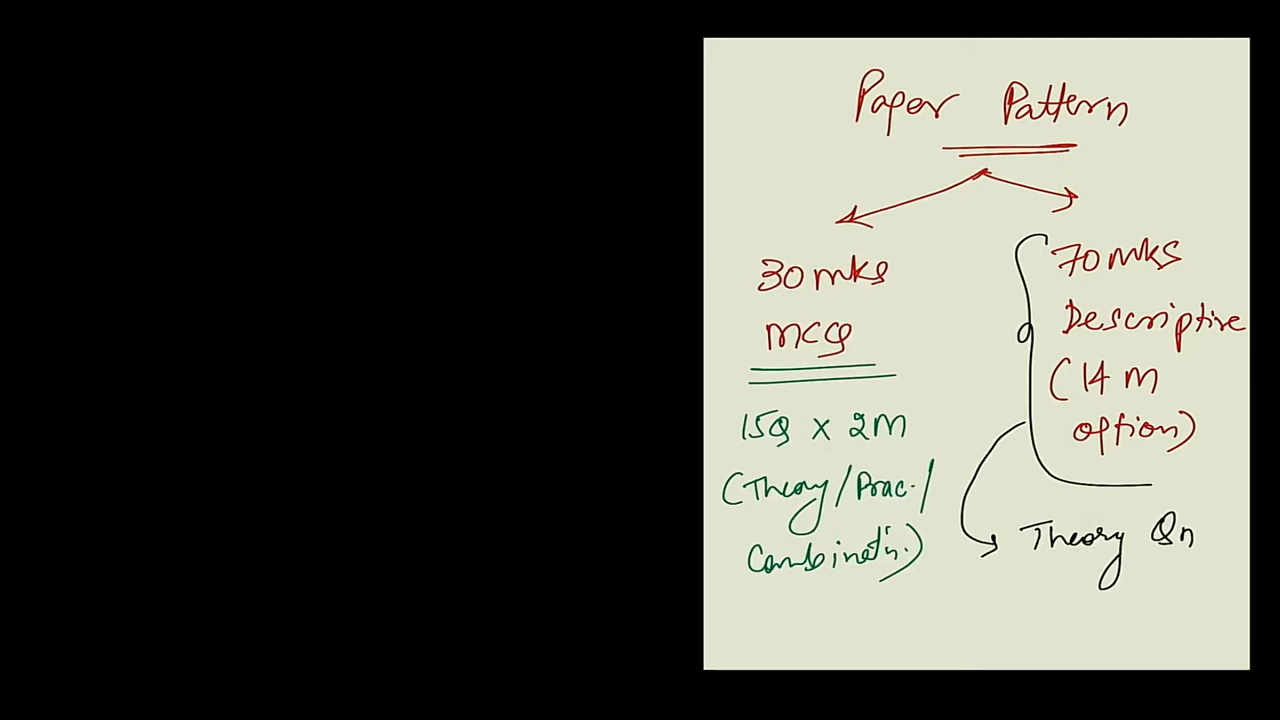 Paper Pattern
30 mks
MCQ
15Q x 2M
(Theory/Prac./
Combinatn.)
70 mks
Descriptive
(14 M
option)
Theory Qn